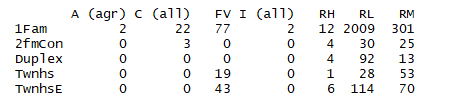 A (agr) C (all) FV I (all) RH RL RM
1Fam 2 22 77 2 12 2009 301
2fmCon 0 3 0 0 4 30 25
Duplex 0 0 0 0 4 92 13
Twnhs 0 0 19 0 1 28 53
TwnhsE 0 0 43 0 6 114 70